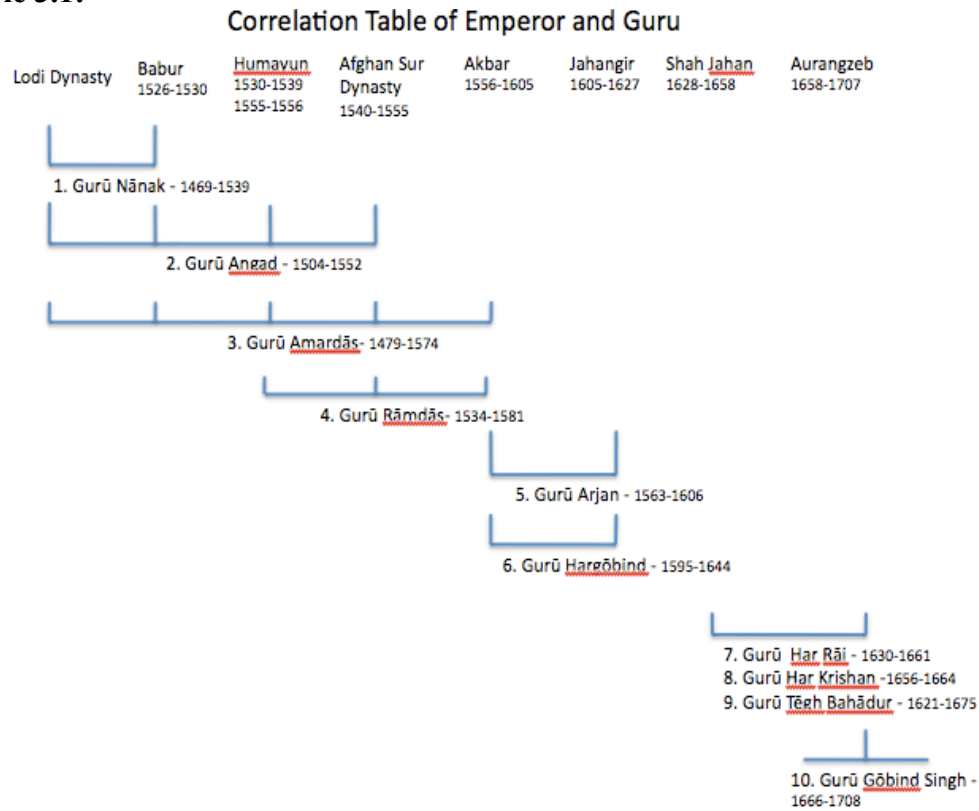 Correlation Table of Emperor and Guru
Lodi Dynasty
Babur
1526-1530
Humayun
1530-1539
1555-1556
Afghan Sur
Dynasty
1540-1555
Akbar
1556-1605
Jahangir
1605-1627
Shah Jahan
1628-1658
Aurangzeb
1658-1707
1. Gurū Nānak - 1469-1539
2. Gurū Angad - 1504-1552
3. Gurū Amardās- 1479-1574
4. Gurū Rāmdās- 1534-1581
5. Gurū Arjan - 1563-1606
6. Gurū Hargōbind - 1595-1644
7. Gurū Har Rāi - 1630-1661
8. Gurū Har Krishan -1656-1664
9. Gurū Tēgh Bahādur - 1621-1675
10. Gurū Gōbind Singh -
1666-1708